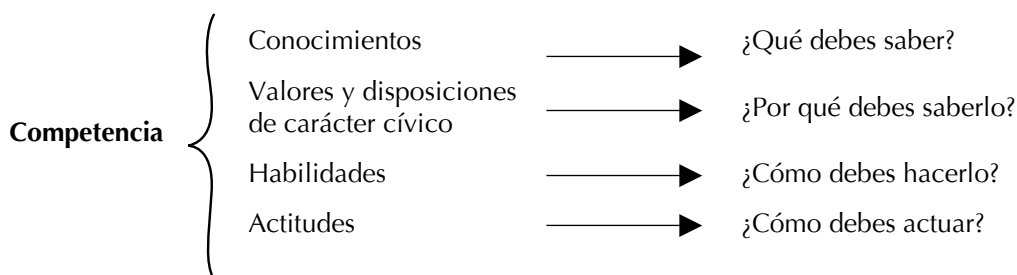 Conocimientos
¿Qué debes saber?
Valores y disposiciones
de carácter cívico
¿Por qué debes saberlo?
Competencia
Habilidades
¿Cómo debes hacerlo?
Actitudes
¿Cómo debes actuar?